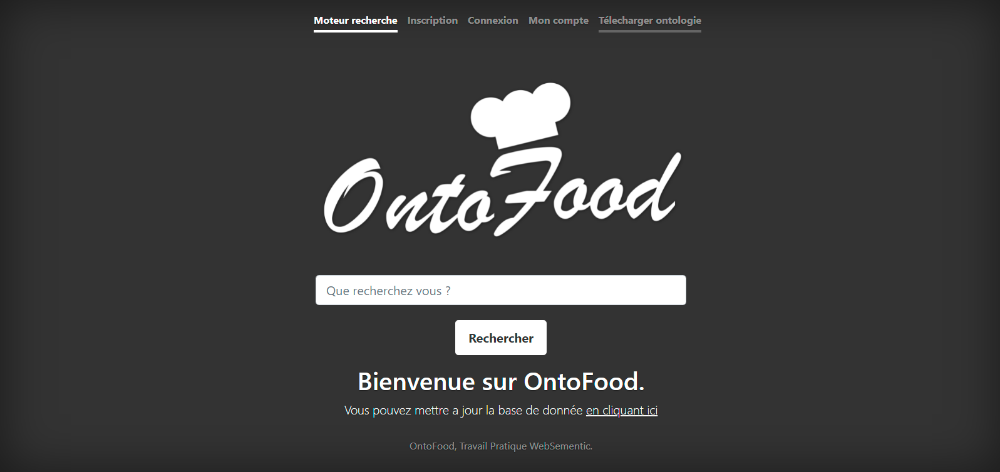 Moteur recherche Inscription Connexion Mon compte Télecharger ontologie
OntoFood
Que recherchez vous ?
Rechercher
Bienvenue sur OntoFood.
Vous pouvez mettre a jour la base de donnée en cliquant ici
OntoFood, Travail Pratique WebSementic.